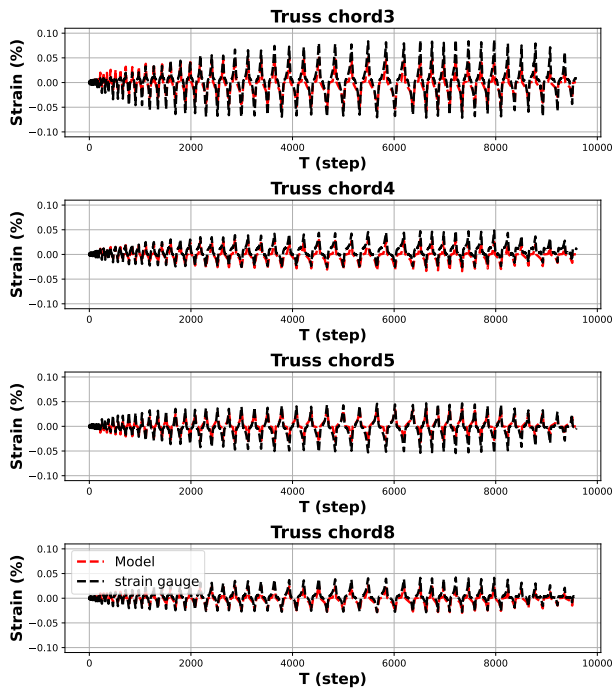 Truss chord3
0.10
0.05
0.00
−0.05
−0.10
Strain (%)
0 2000 4000 6000 8000 10000
T (step)
Truss chord4
0.10
0.05
0.00
−0.05
−0.10
Strain (%)
0 2000 4000 6000 8000 10000
T (step)
Truss chord5
0.10
0.05
0.00
−0.05
−0.10
Strain (%)
0 2000 4000 6000 8000 10000
T (step)
Truss chord8
0.10
0.05
0.00
−0.05
−0.10
Strain (%)
Model
strain gauge
0 2000 4000 6000 8000 10000
T (step)